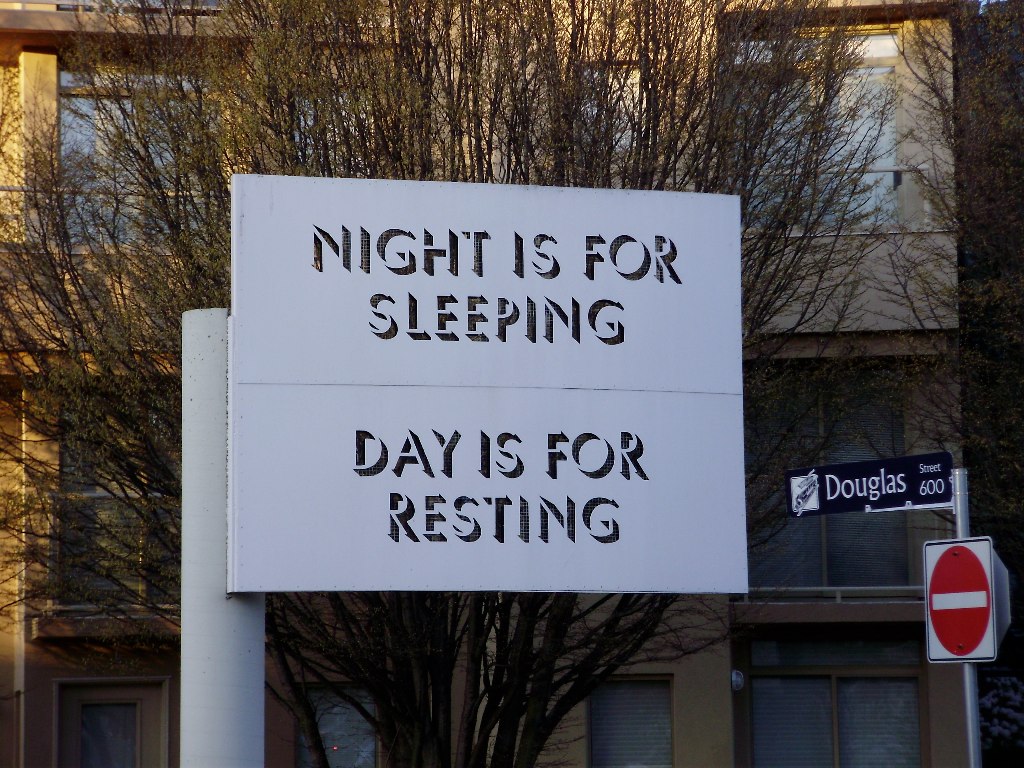 NIGHT IS FOR
SLEEPING
DAY IS FOR
RESTING
Douglas Street
600